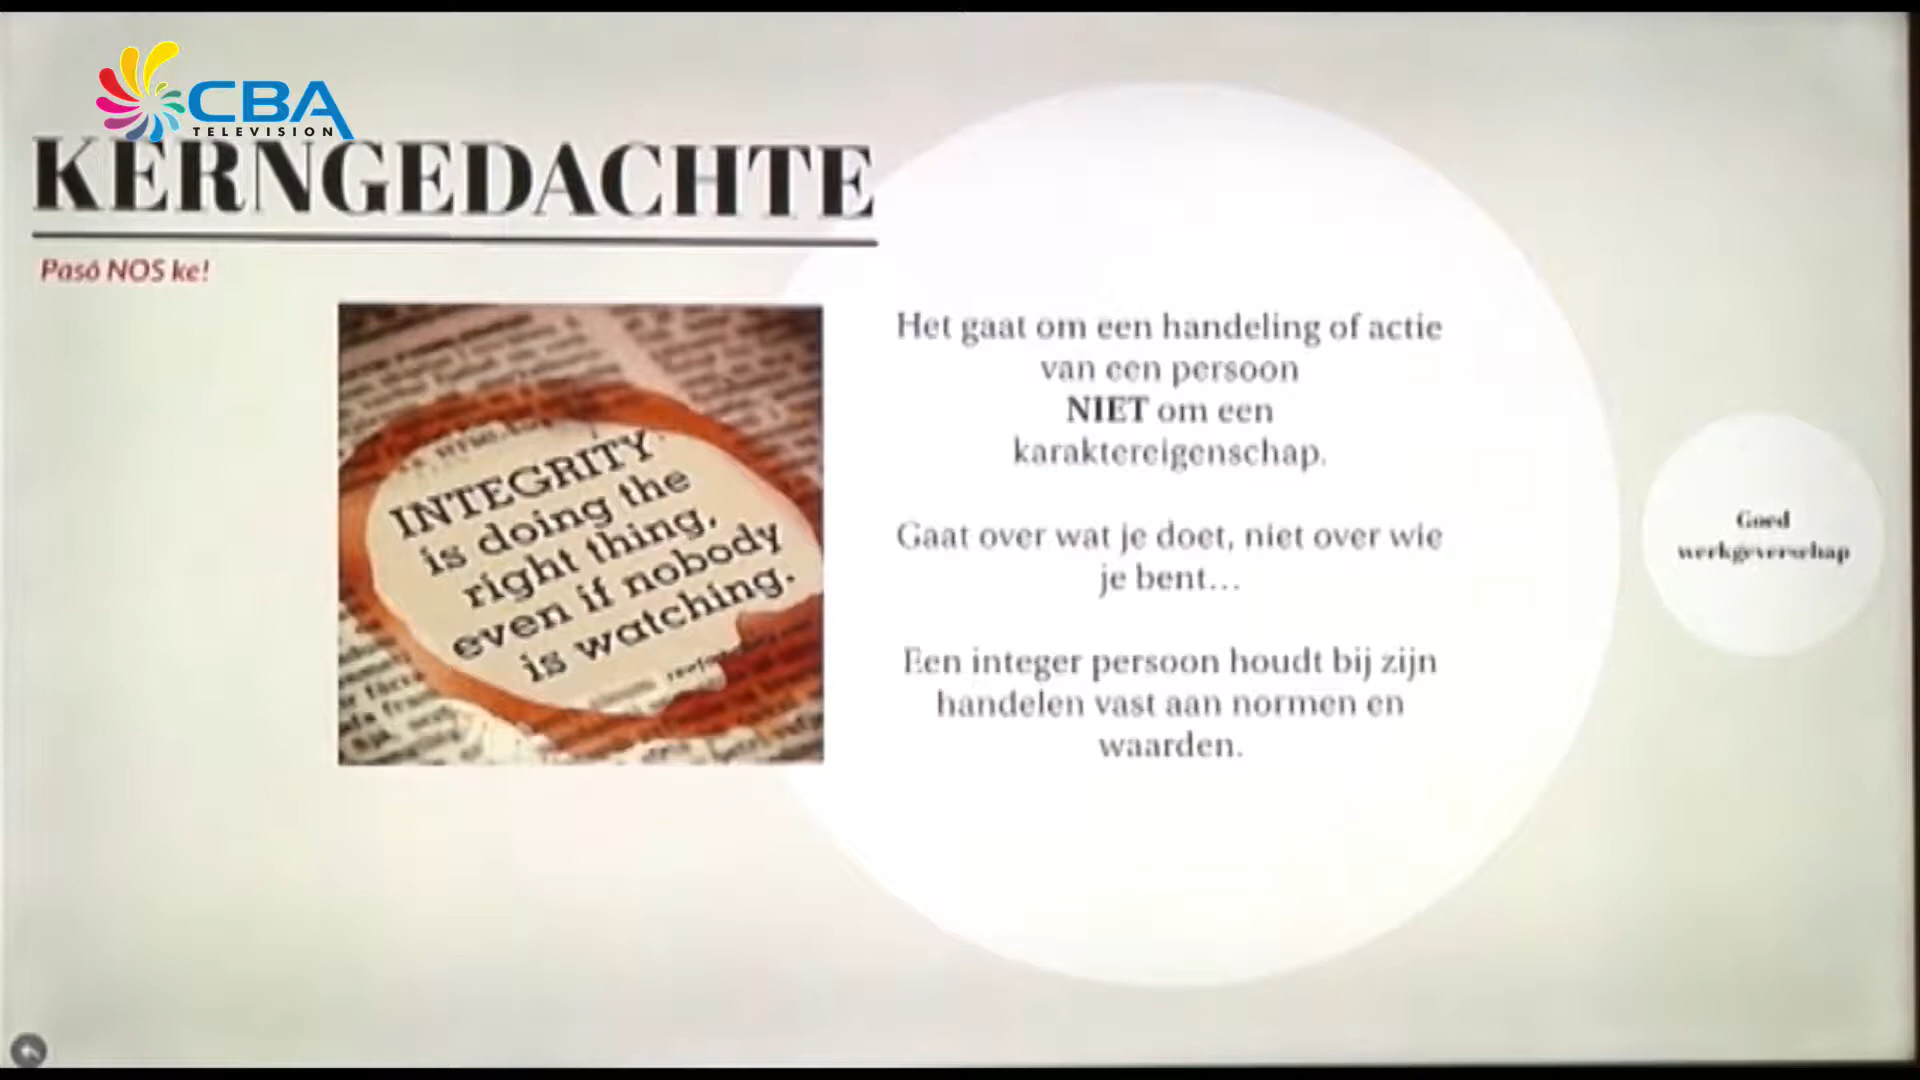 CBA
TELEVISION
KERNGEDACHTE
Pasó NOS ke!
INTEGRITY
is doing the
right thing,
even if nobody
is watching.
Het gaat om een handeling of actie
van een persoon
NIET om een
karaktereigenschap.
Gaat over wat je doet, niet over wie
je bent...
Een integer persoon houdt bij zijn
handelen vast aan normen en
waarden.
Goed
werkgeverschap